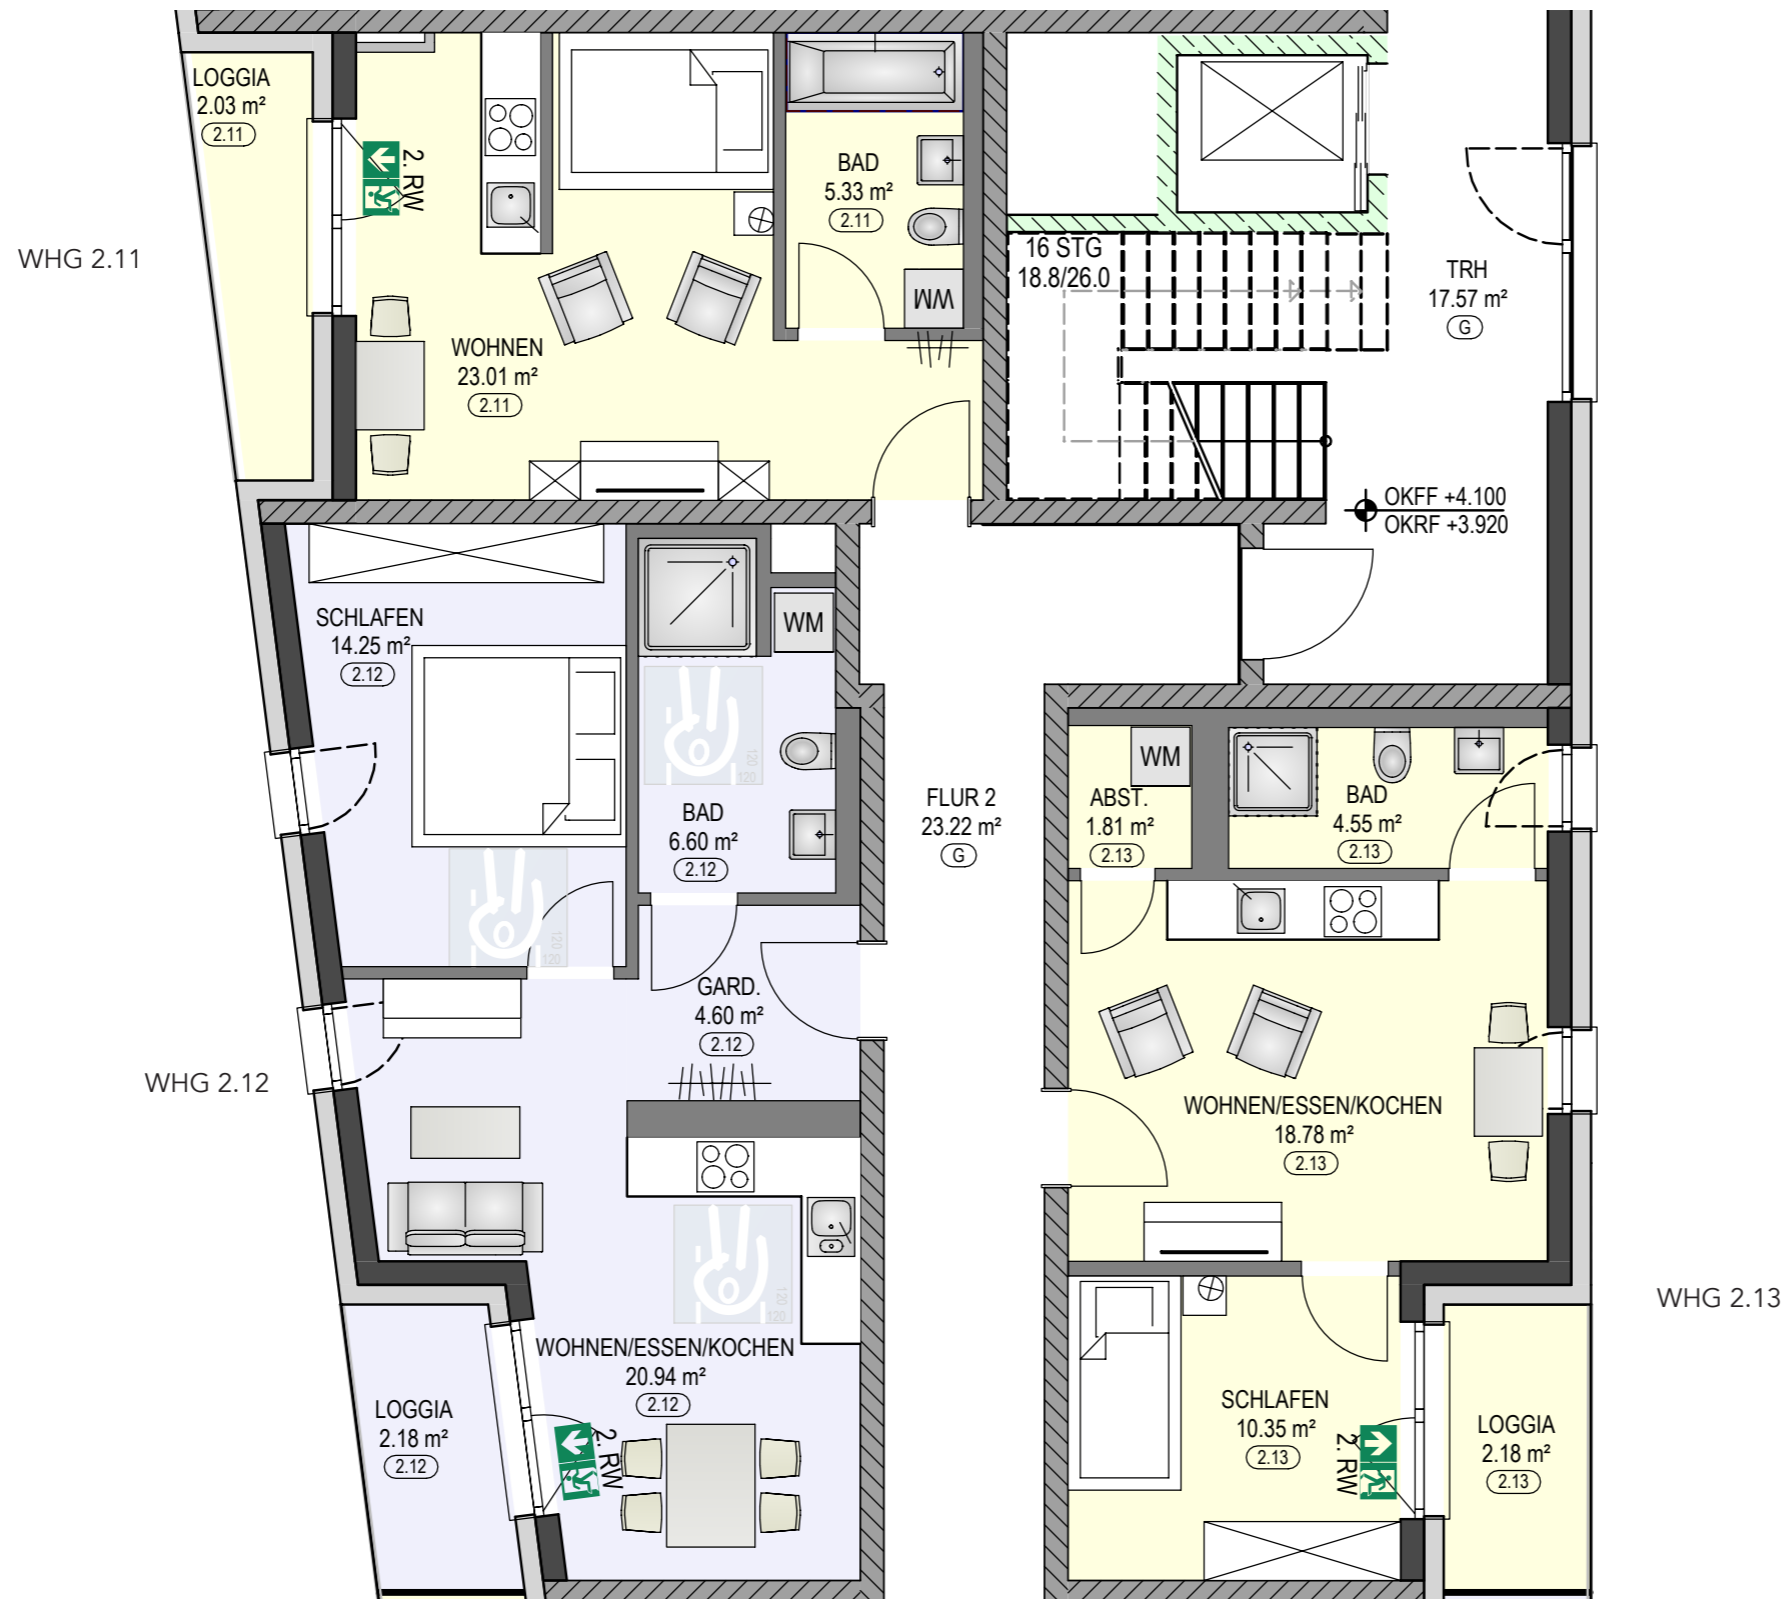 LOGGIA
2.03 m²
2.11
2. RW
BAD
5.33 m²
2.11
WM
WHG 2.11
WOHNEN
23.01 m²
2.11
16 STG
18.8/26.0
TRH
17.57 m²
G
OKFF +4.100
OKRF +3.920
SCHLAFEN
14.25 m²
2.12
WM
120
120
BAD
6.60 m²
2.12
120
120
GARD.
4.60 m²
2.12
WHG 2.12
FLUR 2
23.22 m²
G
WM
ABST.
1.81 m²
2.13
BAD
4.55 m²
2.13
WOHNEN/ESSEN/KOCHEN
18.78 m²
2.13
WHG 2.13
120
120
WOHNEN/ESSEN/KOCHEN
20.94 m²
2.12
LOGGIA
2.18 m²
2.12
2. RW
SCHLAFEN
10.35 m²
2.13
2. RW
LOGGIA
2.18 m²
2.13